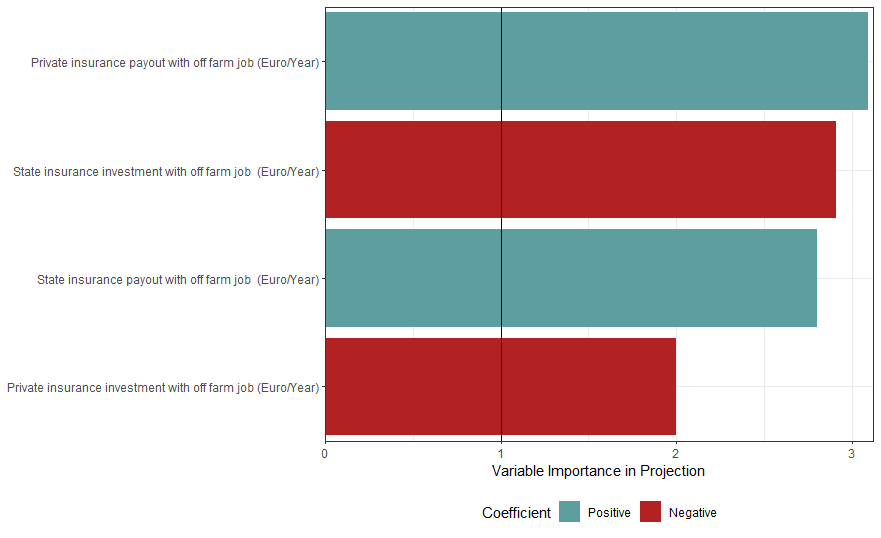 Private insurance payout with off farm job (Euro/Year)
State insurance investment with off farm job  (Euro/Year)
State insurance payout with off farm job  (Euro/Year)
Private insurance investment with off farm job (Euro/Year)
0 1 2 3
Variable Importance in Projection
Coefficient Positive Negative